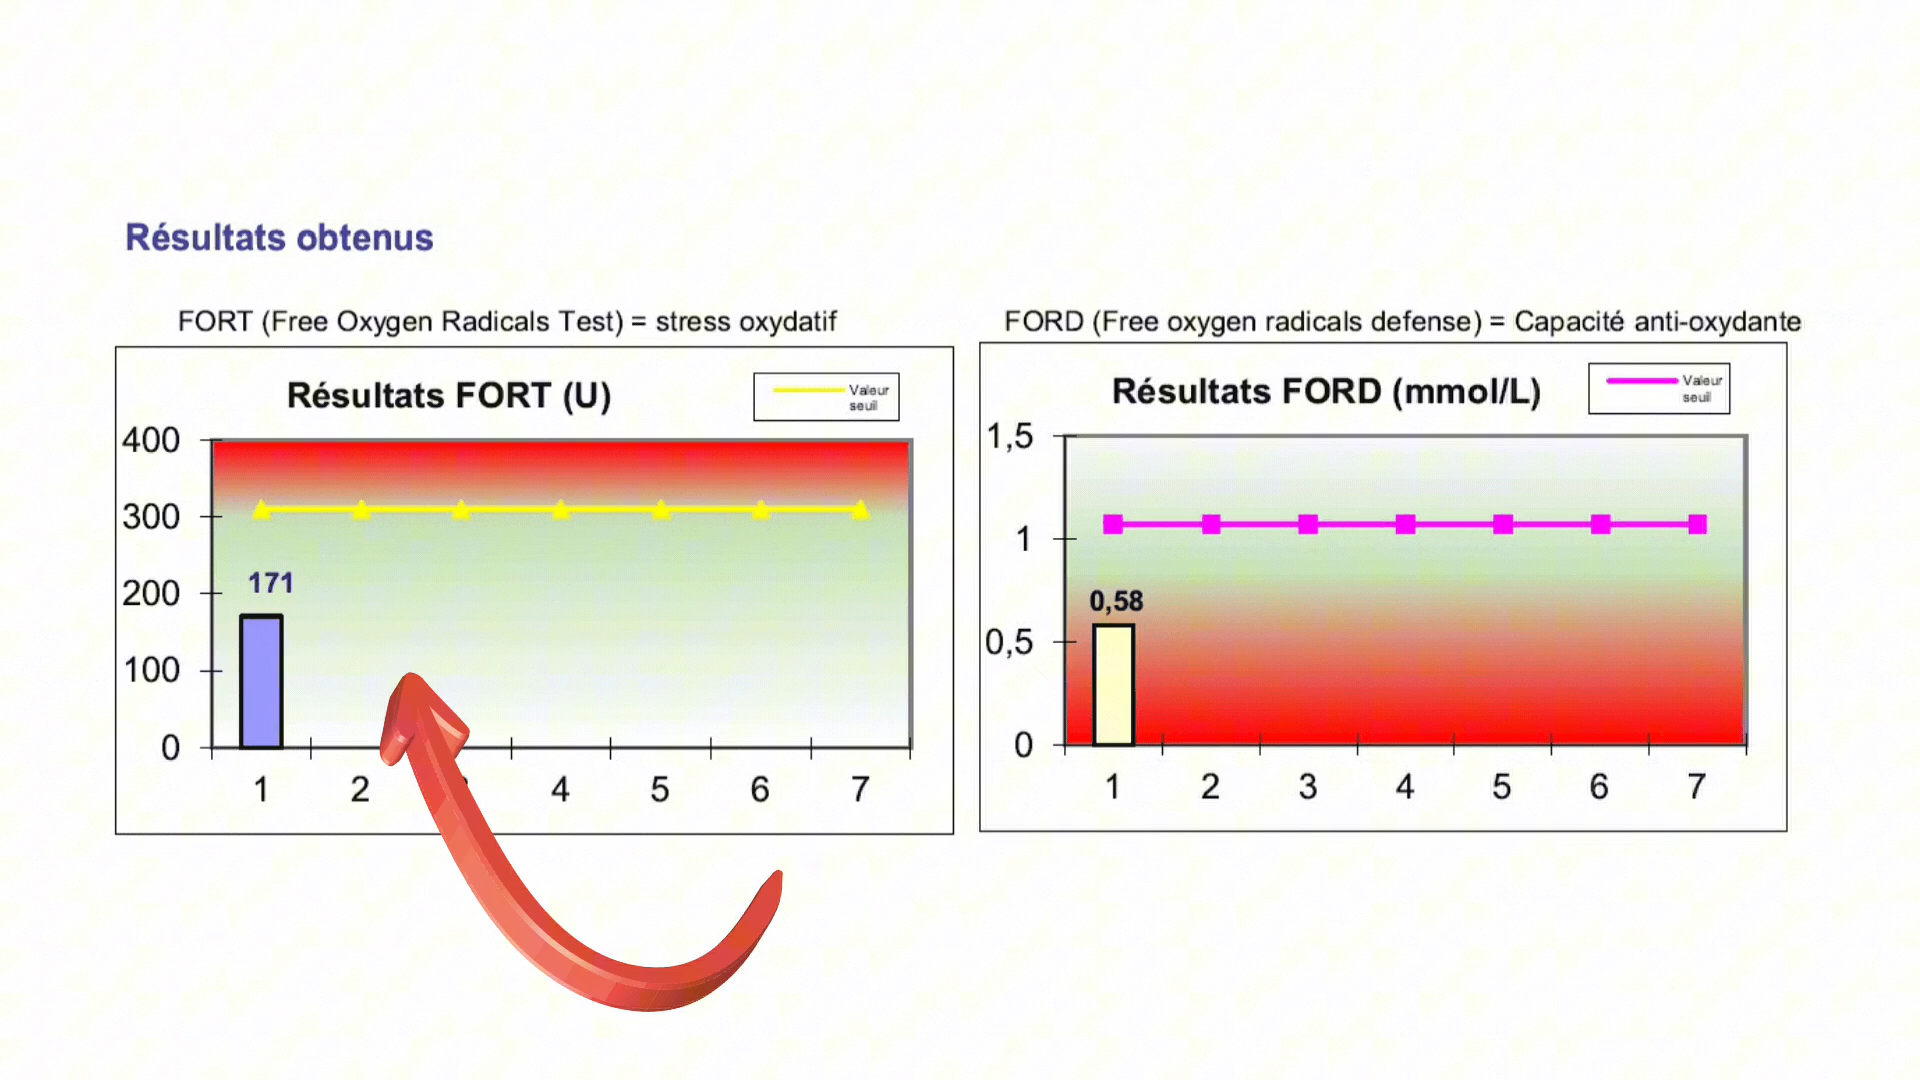 Résultats obtenus
FORT (Free Oxygen Radicals Test) = stress oxydatif
Résultats FORT (U)
Valeur
seuil
400
300
200
100
0
171
1 2 4 5 6 7
FORD (Free oxygen radicals defense) = Capacité anti-oxydante
Résultats FORD (mmol/L)
Valeur
seuil
1,5
1
0,5
0
0,58
1 2 3 4 5 6 7